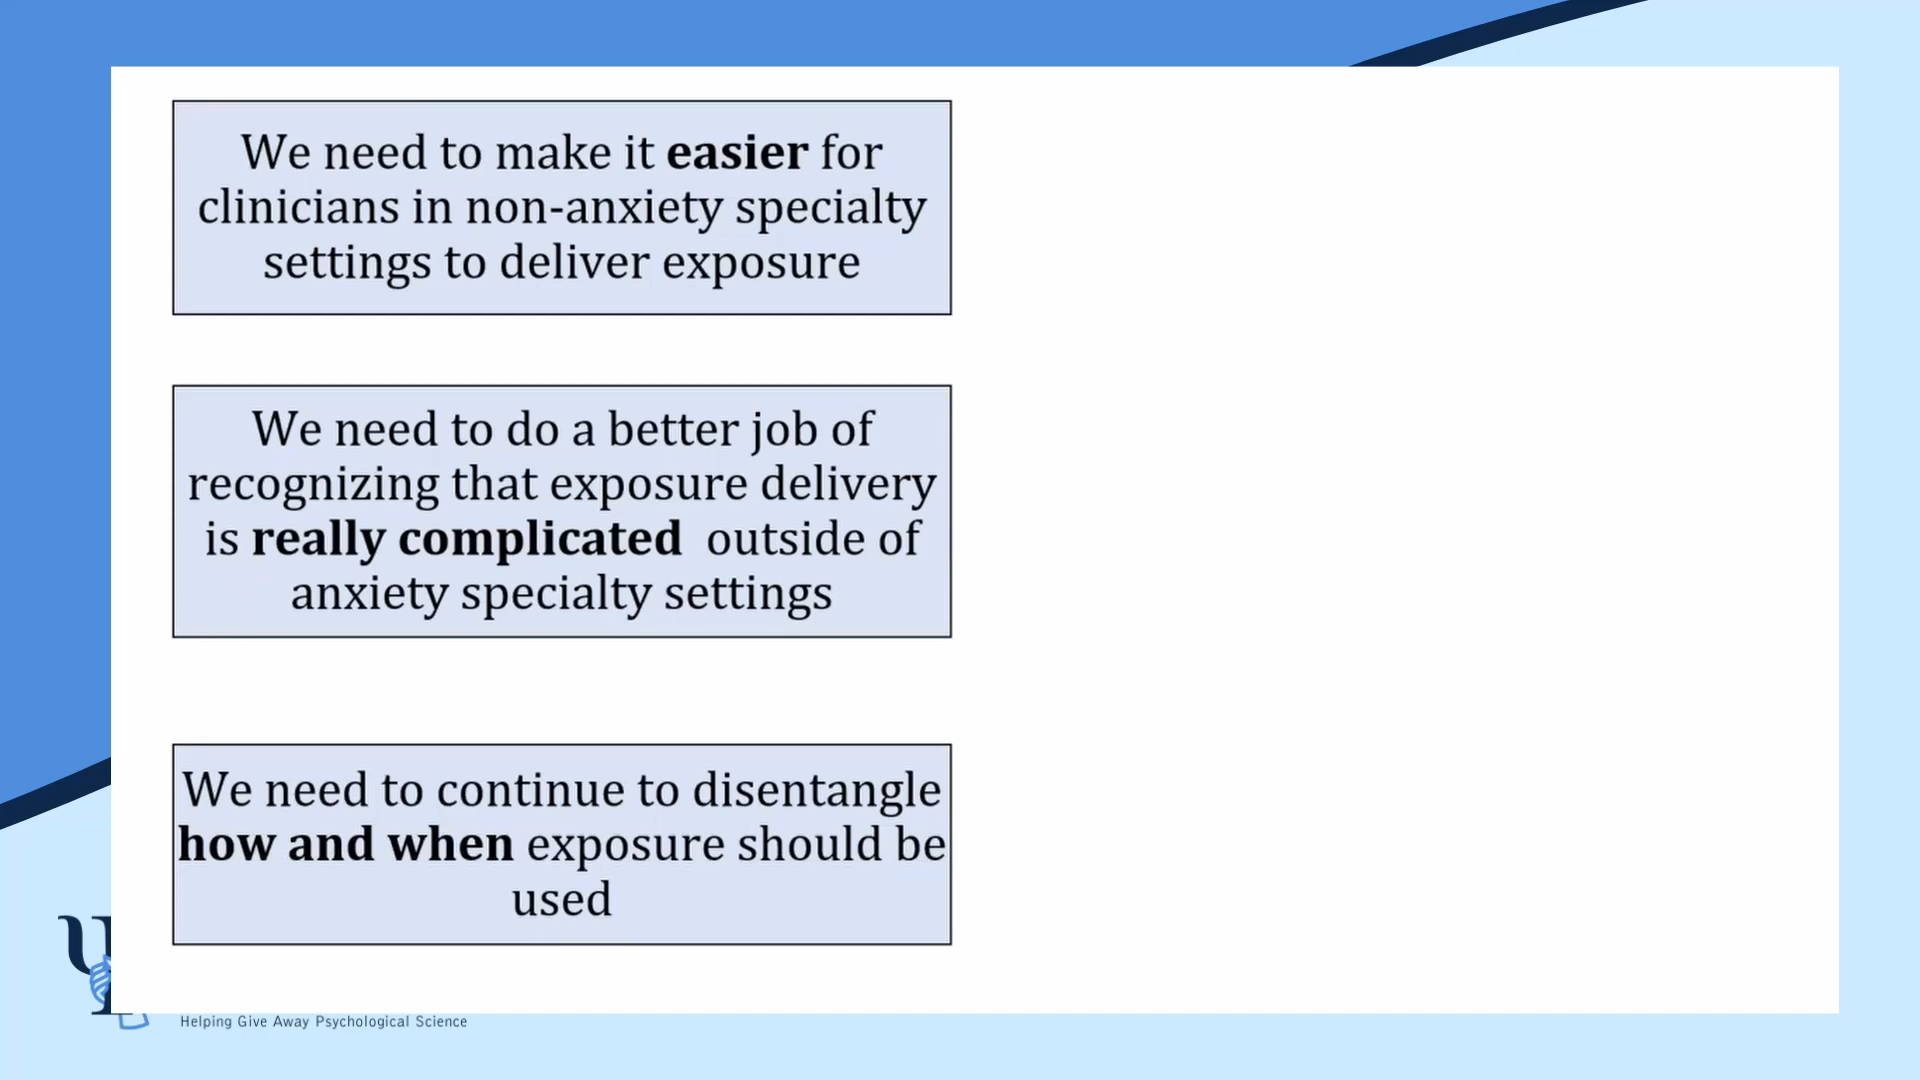 We need to make it easier for
clinicians in non-anxiety specialty
settings to deliver exposure
We need to do a better job of
recognizing that exposure delivery
is really complicated outside of
anxiety specialty settings
We need to continue to disentangle
how and when exposure should be
used
Helping Give Away Psychological Science